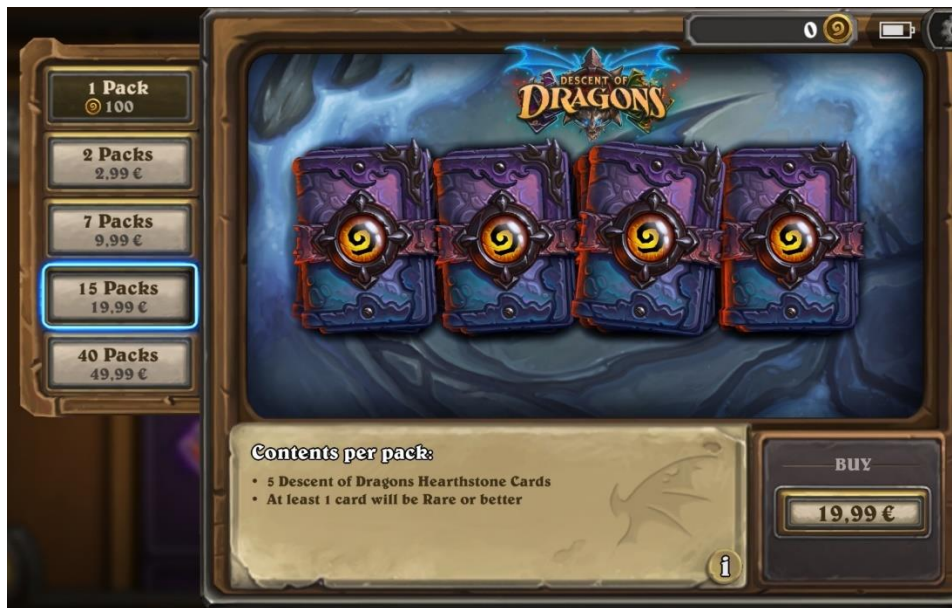 0
1 Pack
100
2 Packs
2,99 €
7 Packs
9,99 €
15 Packs
19,99 €
40 Packs
49,99 €
DESCENT OF
DRAGONS
Contents per pack:
• 5 Descent of Dragons Hearthstone Cards
• At least 1 card will be Rare or better
i
BUY
19,99 €